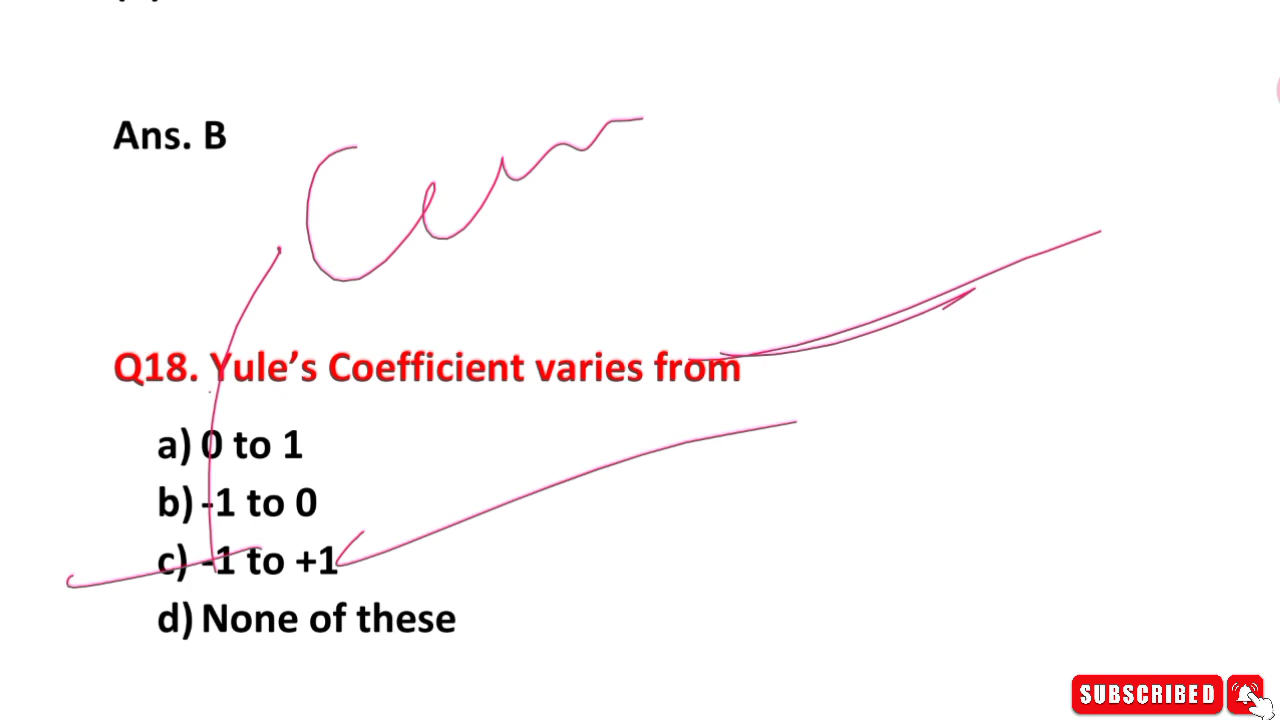 Ans. B
Q18. Yule's Coefficient varies from
a) 0 to 1
b) -1 to 0
c) -1 to +1
d) None of these
SUBSCRIBED